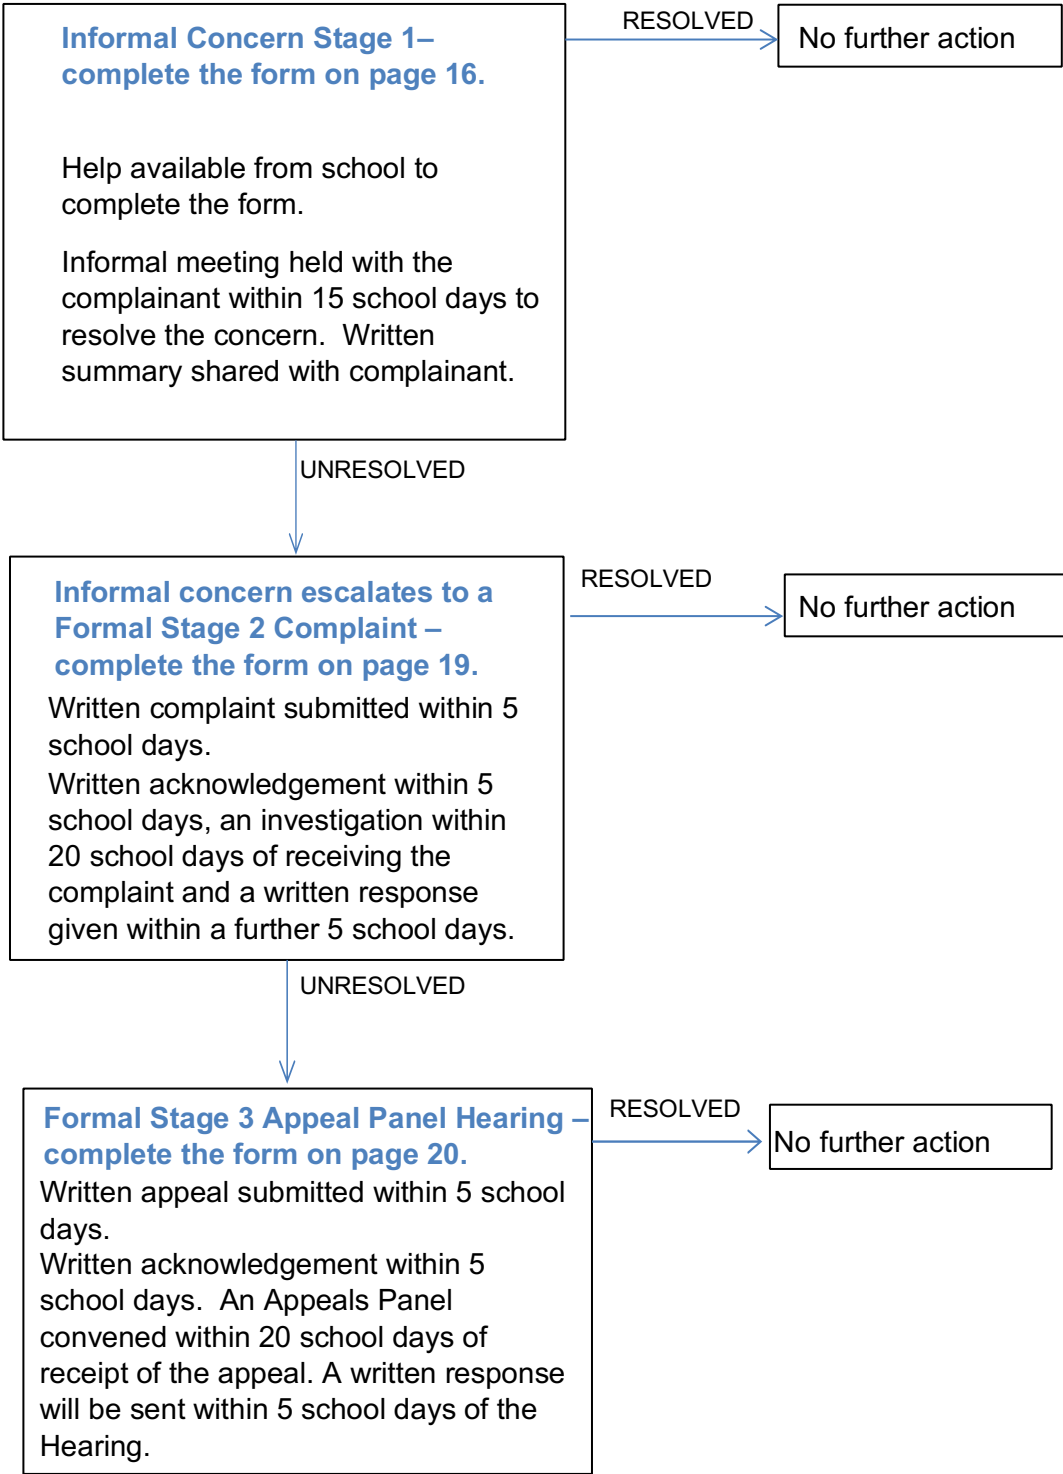 Informal Concern Stage 1–
complete the form on page 16.
RESOLVED
No further action
Help available from school to
complete the form.
Informal meeting held with the
complainant within 15 school days to
resolve the concern.  Written
summary shared with complainant.
UNRESOLVED
Informal concern escalates to a
Formal Stage 2 Complaint –
complete the form on page 19.
RESOLVED
No further action
Written complaint submitted within 5
school days.
Written acknowledgement within 5
school days, an investigation within
20 school days of receiving the
complaint and a written response
given within a further 5 school days.
UNRESOLVED
Formal Stage 3 Appeal Panel Hearing –
complete the form on page 20.
RESOLVED
No further action
Written appeal submitted within 5 school
days.
Written acknowledgement within 5
school days.  An Appeals Panel
convened within 20 school days of
receipt of the appeal. A written response
will be sent within 5 school days of the
Hearing.